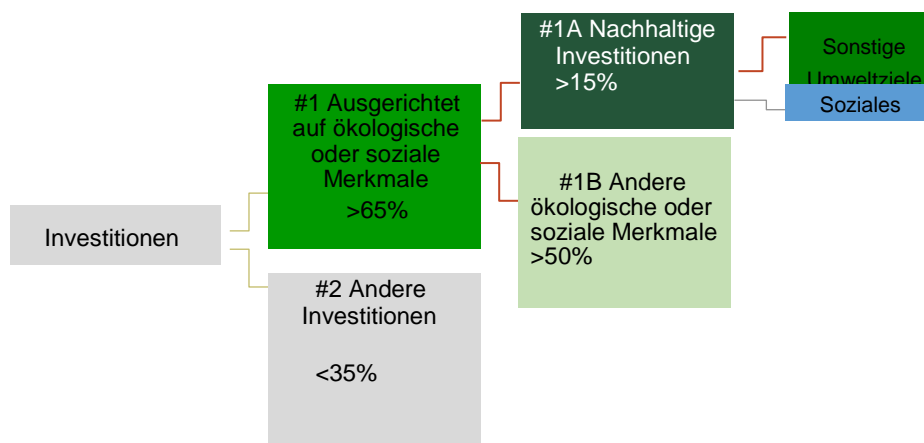 Investitionen
#1 Ausgerichtet
auf ökologische
oder soziale
Merkmale
>65%
#2 Andere
Investitionen
<35%
#1A Nachhaltige
Investitionen
>15%
#1B Andere
ökologische oder
soziale Merkmale
>50%
Sonstige
Umweltziele
Soziales